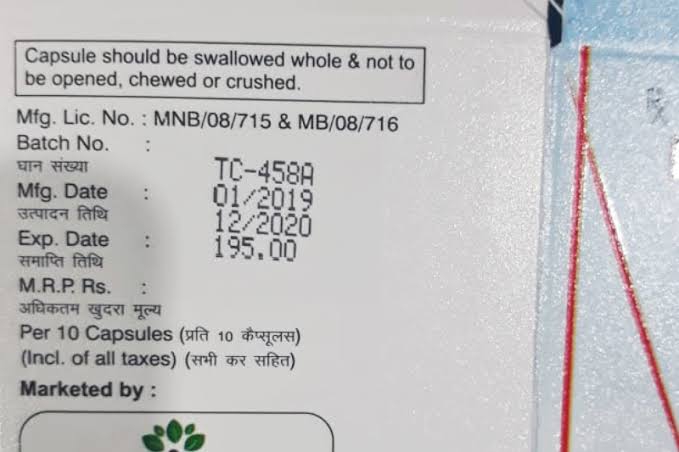 Capsule should be swallowed whole & not to
be opened, chewed or crushed.
Mfg. Lic. No. : MNB/08/715 & MB/08/716
Batch No. :
घान संख्या
TC-458A
Mfg. Date :
01/2019
उत्पादन तिथि
12/2020
Exp. Date :
195.00
समाप्ति तिथि
M.R.P. Rs. :
अधिकतम खुदरा मूल्य
Per 10 Capsules (प्रति 10 कैप्सूलस)
(Incl. of all taxes) (सभी कर सहित)
Marketed by :
Rx